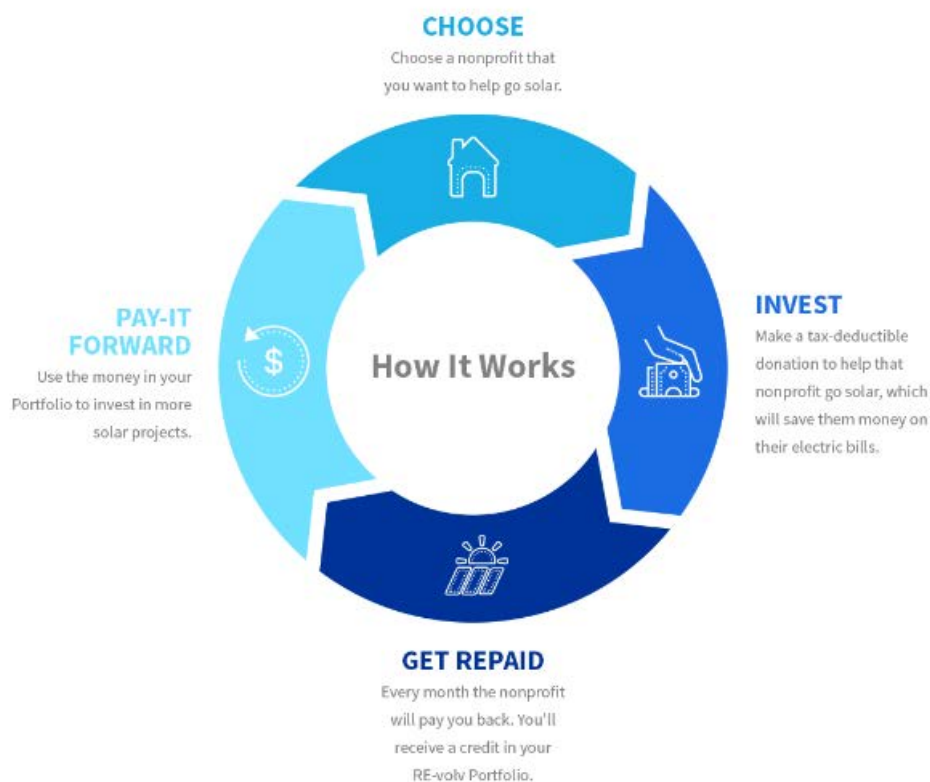 CHOOSE
Choose a nonprofit that
you want to help go solar.
INVEST
Make a tax-deductible
donation to help that
nonprofit go solar, which
will save them money on
their electric bills.
How It Works
$
PAY-IT
FORWARD
Use the money in your
Portfolio to invest in more
solar projects.
GET REPAID
Every month the nonprofit
will pay you back. You'll
receive a credit in your
RE-volv Portfolio.